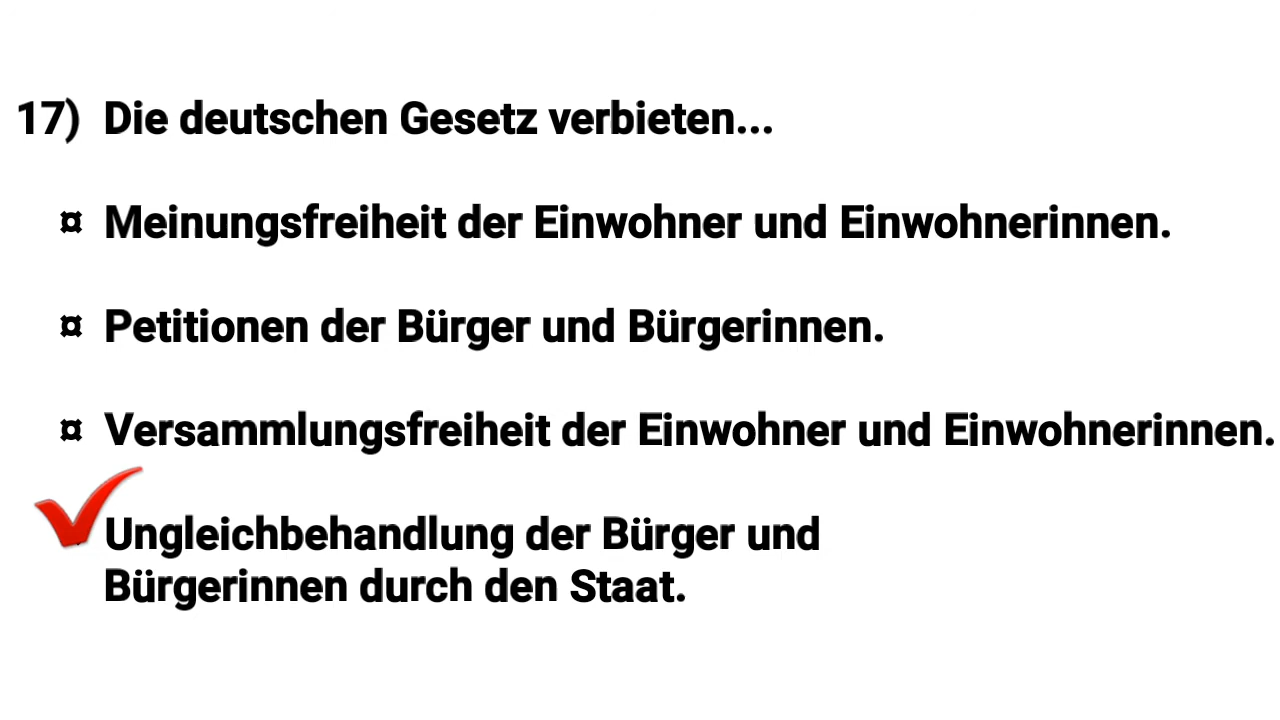 17) Die deutschen Gesetz verbieten...
¤ Meinungsfreiheit der Einwohner und Einwohnerinnen.
¤ Petitionen der Bürger und Bürgerinnen.
¤ Versammlungsfreiheit der Einwohner und Einwohnerinnen.
Ungleichbehandlung der Bürger und
Bürgerinnen durch den Staat.